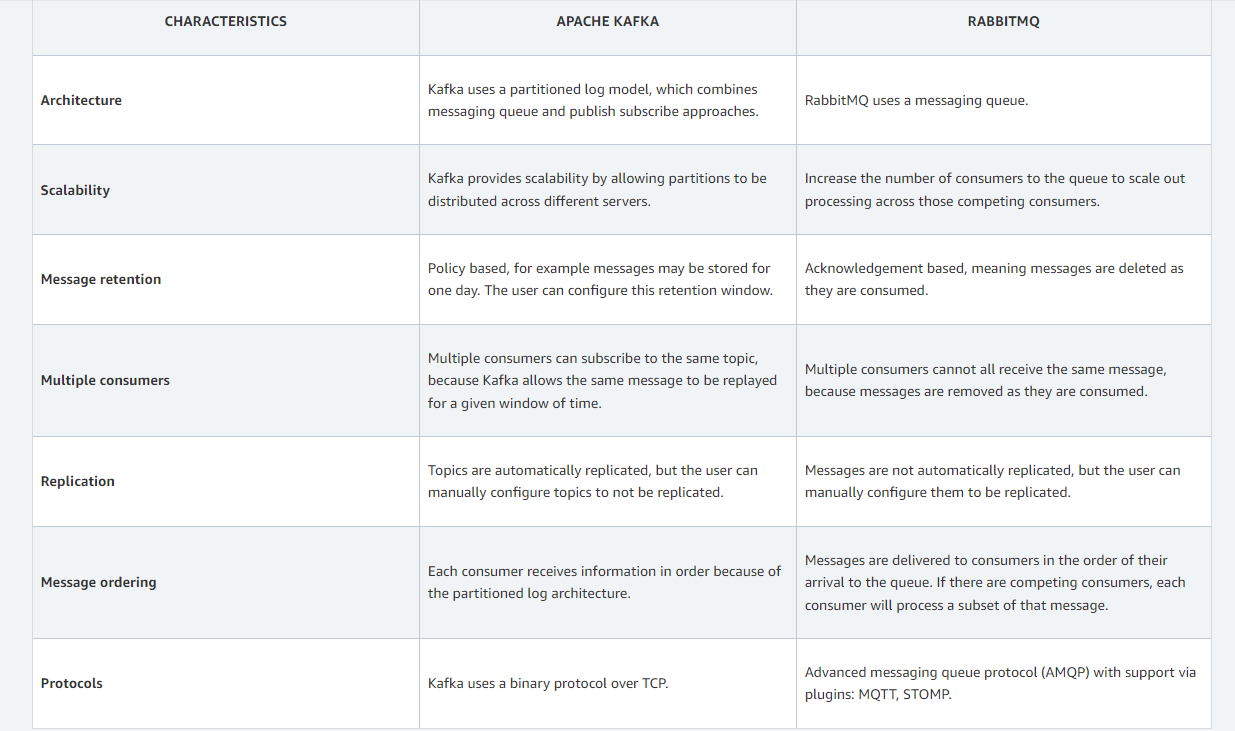 CHARACTERISTICS
APACHE KAFKA
RABBITMQ
Architecture
Kafka uses a partitioned log model, which combines
messaging queue and publish subscribe approaches.
RabbitMQ uses a messaging queue.
Scalability
Kafka provides scalability by allowing partitions to be
distributed across different servers.
Increase the number of consumers to the queue to scale out
processing across those competing consumers.
Message retention
Policy based, for example messages may be stored for
one day. The user can configure this retention window.
Acknowledgement based, meaning messages are deleted as
they are consumed.
Multiple consumers
Multiple consumers can subscribe to the same topic,
because Kafka allows the same message to be replayed
for a given window of time.
Multiple consumers cannot all receive the same message,
because messages are removed as they are consumed.
Replication
Topics are automatically replicated, but the user can
manually configure topics to not be replicated.
Messages are not automatically replicated, but the user can
manually configure them to be replicated.
Message ordering
Each consumer receives information in order because of
the partitioned log architecture.
Messages are delivered to consumers in the order of their
arrival to the queue. If there are competing consumers, each
consumer will process a subset of that message.
Protocols
Kafka uses a binary protocol over TCP.
Advanced messaging queue protocol (AMQP) with support via
plugins: MQTT, STOMP.